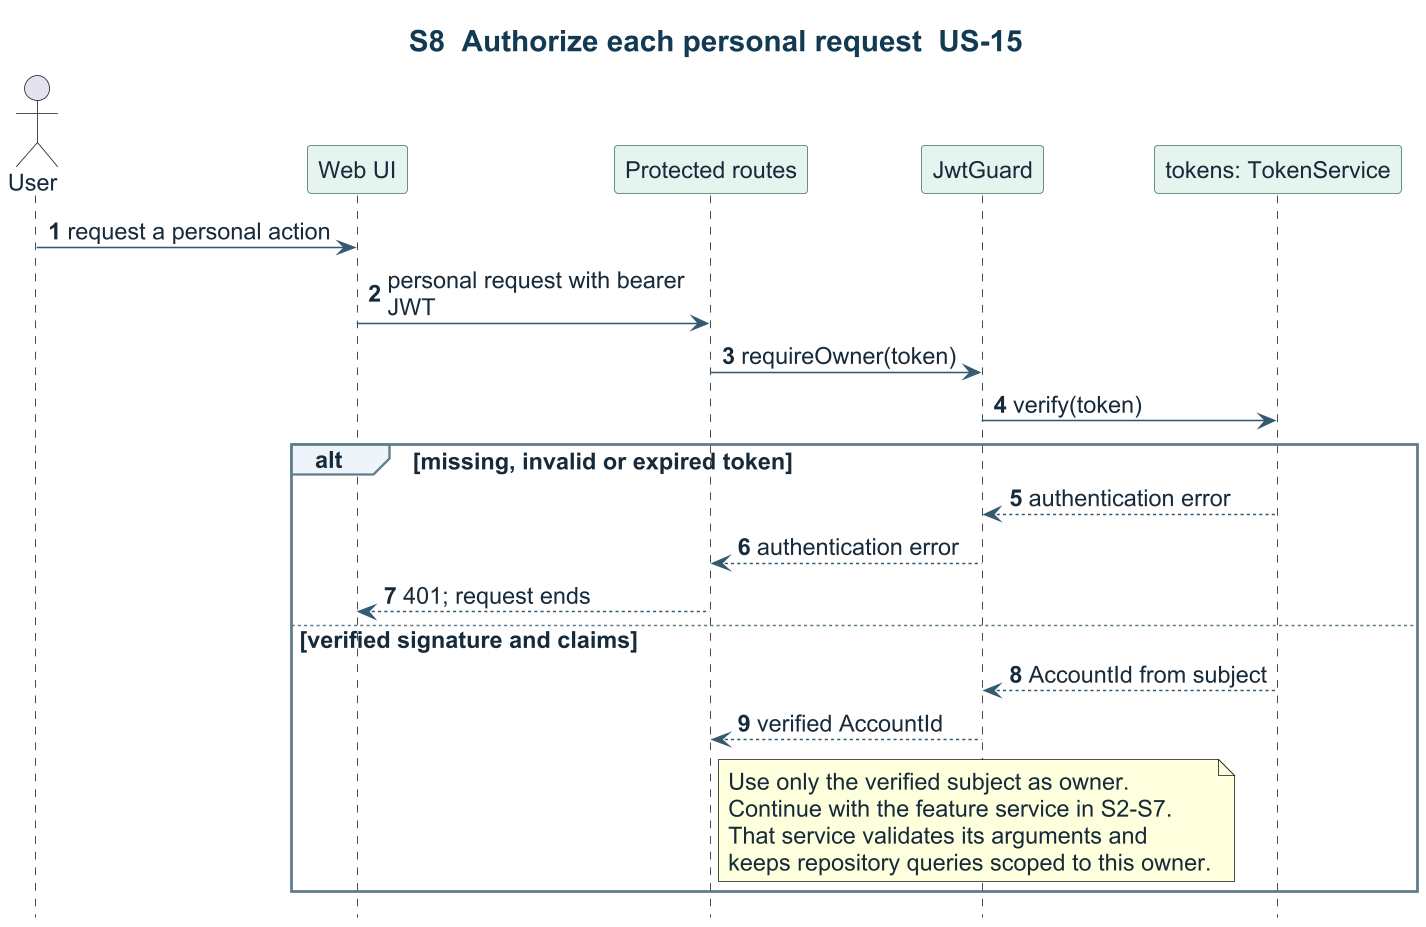 S8  Authorize each personal request  US-15
User
Web UI
Protected routes
JwtGuard
tokens: TokenService
1 request a personal action
2 personal request with bearer
JWT
3 requireOwner(token)
4 verify(token)
alt [missing, invalid or expired token]
5 authentication error
6 authentication error
7 401; request ends
[verified signature and claims]
8 AccountId from subject
9 verified AccountId
Use only the verified subject as owner.
Continue with the feature service in S2-S7.
That service validates its arguments and
keeps repository queries scoped to this owner.